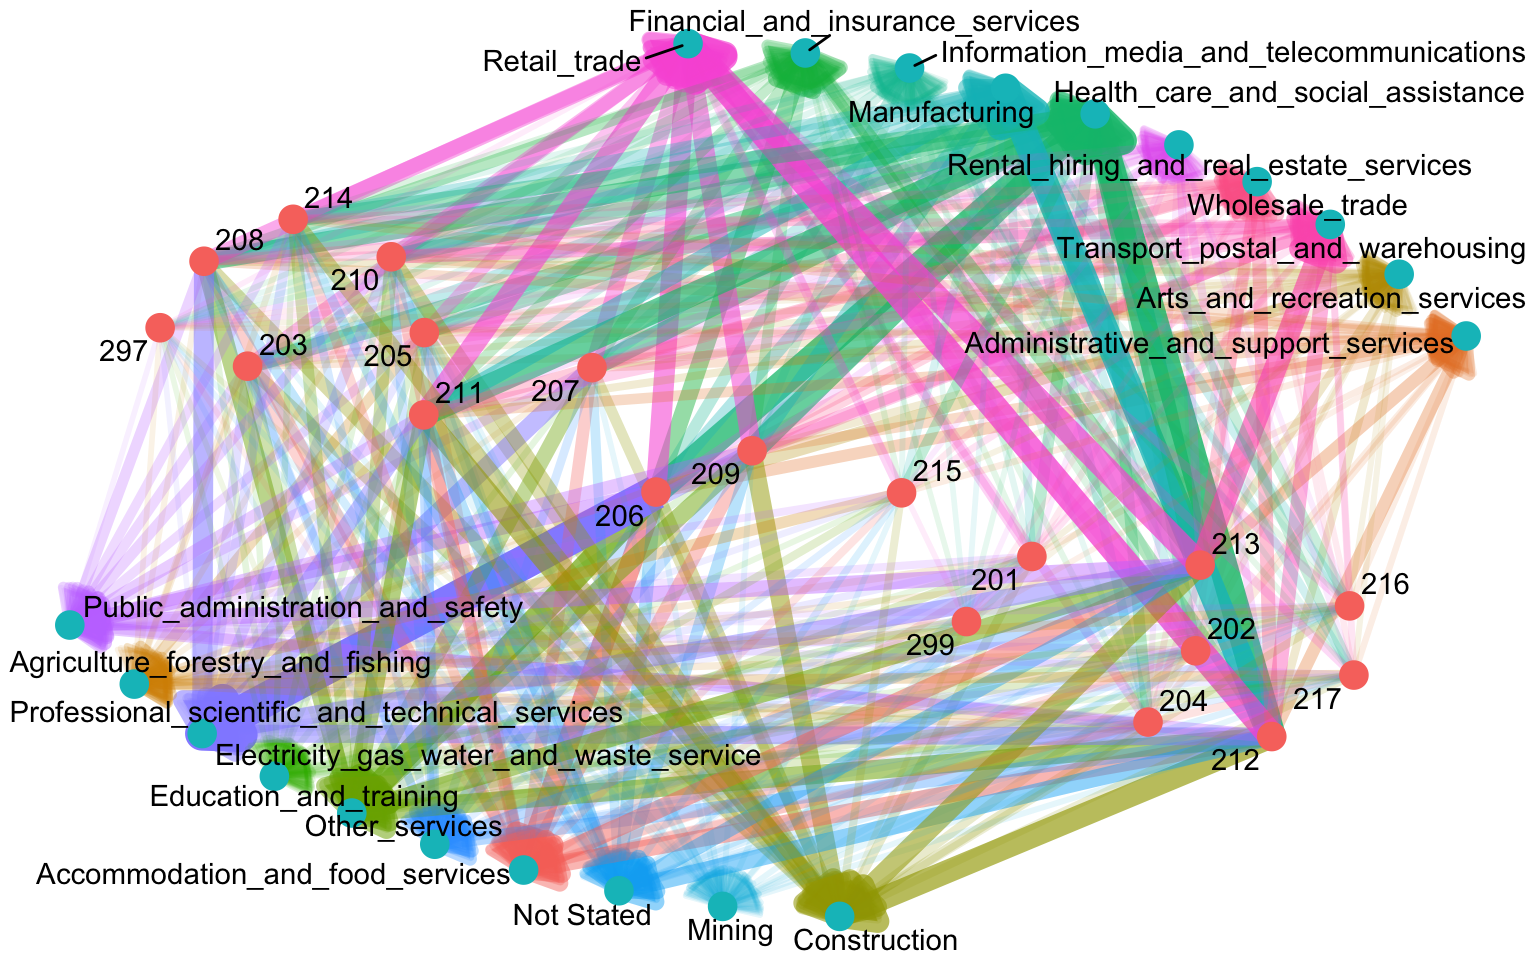 Financial_and_insurance_services
Retail_trade
Information_media_and_telecommunications
Health_care_and_social_assistance
Manufacturing
Rental_hiring_and_real_estate_services
214
Wholesale_trade
208
Transport_postal_and_warehousing
210
Arts_and_recreation_services
297
203
205
Administrative_and_support_services
207
211
209
215
206
213
201
216
Public_administration_and_safety
202
299
Agriculture_forestry_and_fishing
204
217
Professional_scientific_and_technical_services
Electricity_gas_water_and_waste_service
212
Education_and_training
Other_services
Accommodation_and_food_services
Not Stated
Mining
Construction